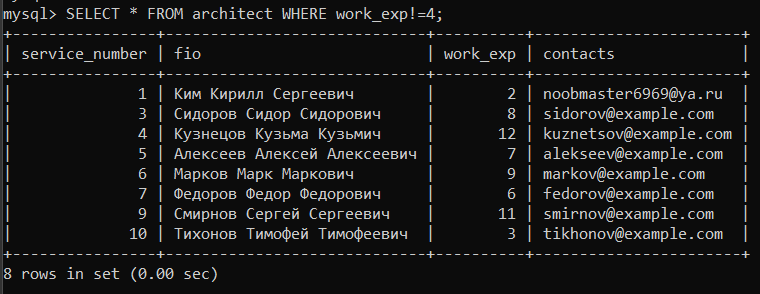 mysql> SELECT * FROM architect WHERE work_exp!=4;
+----------------+----------------------------+----------+-----------------------+
| service_number | fio                        | work_exp | contacts              |
+----------------+----------------------------+----------+-----------------------+
|              1 | Ким Кирилл Сергеевич       |        2 | noobmaster6969@ya.ru  |
|              3 | Сидоров Сидор Сидорович    |        8 | sidorov@example.com   |
|              4 | Кузнецов Кузьма Кузьмич    |       12 | kuznetsov@example.com |
|              5 | Алексеев Алексей Алексеевич |        7 | alekseev@example.com  |
|              6 | Марков Марк Маркович       |        9 | markov@example.com    |
|              7 | Федоров Федор Федорович    |        6 | fedorov@example.com   |
|              9 | Смирнов Сергей Сергеевич   |       11 | smirnov@example.com   |
|             10 | Тихонов Тимофей Тимофеевич |        3 | tikhonov@example.com  |
+----------------+----------------------------+----------+-----------------------+
8 rows in set (0.00 sec)